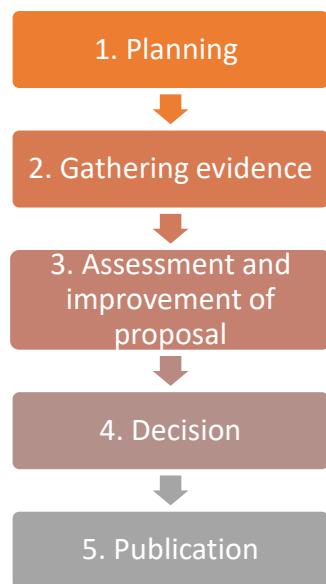 1. Planning
2. Gathering evidence
3. Assessment and
improvement of
proposal
4. Decision
5. Publication